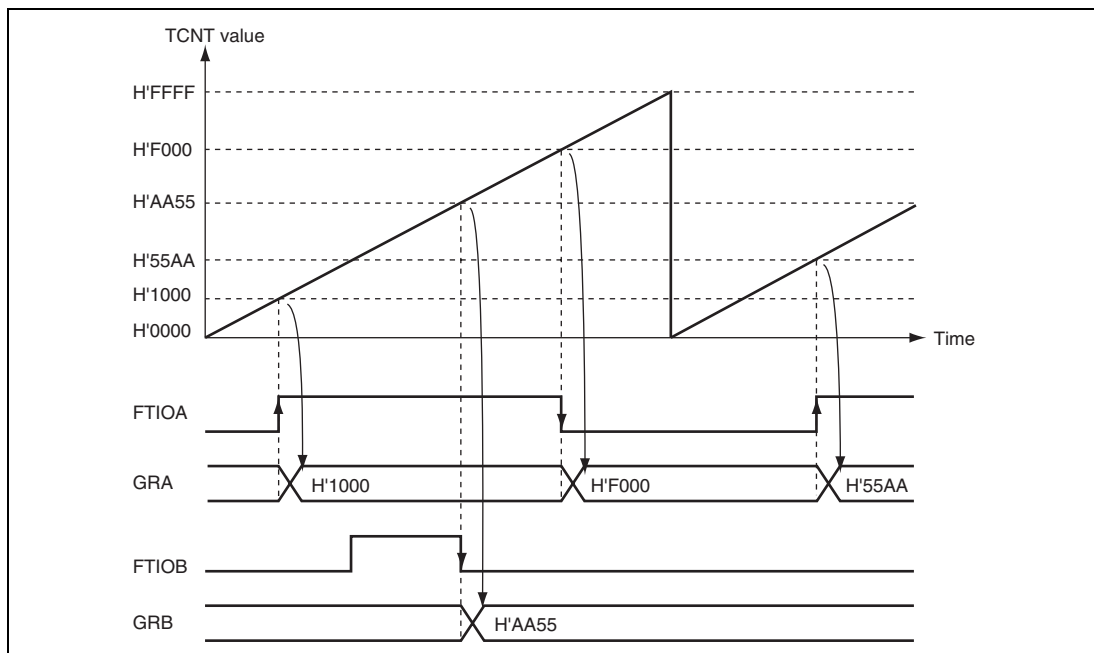 TCNT value
H'FFFF
H'F000
H'AA55
H'55AA
H'1000
H'0000
Time
FTIOA
GRA
H'1000
H'F000
H'55AA
FTIOB
GRB
H'AA55